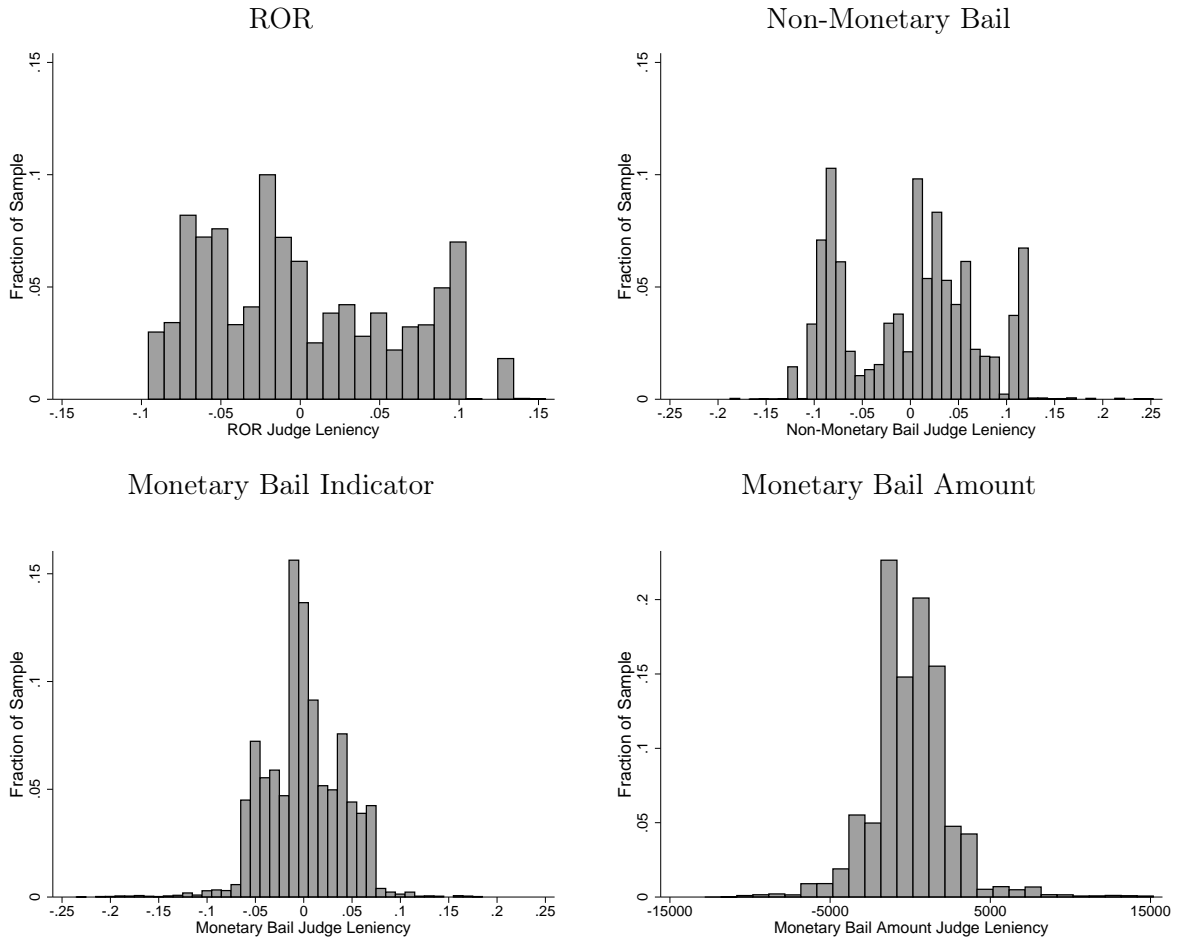 ROR
Fraction of Sample
0 .05 .1 .15
-.15 -.1 -.05 0 .05 .1 .15
ROR Judge Leniency
Non-Monetary Bail
Fraction of Sample
0 .05 .1 .15
-.25 -.2 -.15 -.1 -.05 0 .05 .1 .15 .2 .25
Non-Monetary Bail Judge Leniency
Monetary Bail Indicator
Fraction of Sample
0 .05 .1 .15
-.25 -.2 -.15 -.1 -.05 0 .05 .1 .15 .2 .25
Monetary Bail Judge Leniency
Monetary Bail Amount
Fraction of Sample
0 .05 .1 .15 .2
-15000 -5000 5000 15000
Monetary Bail Amount Judge Leniency